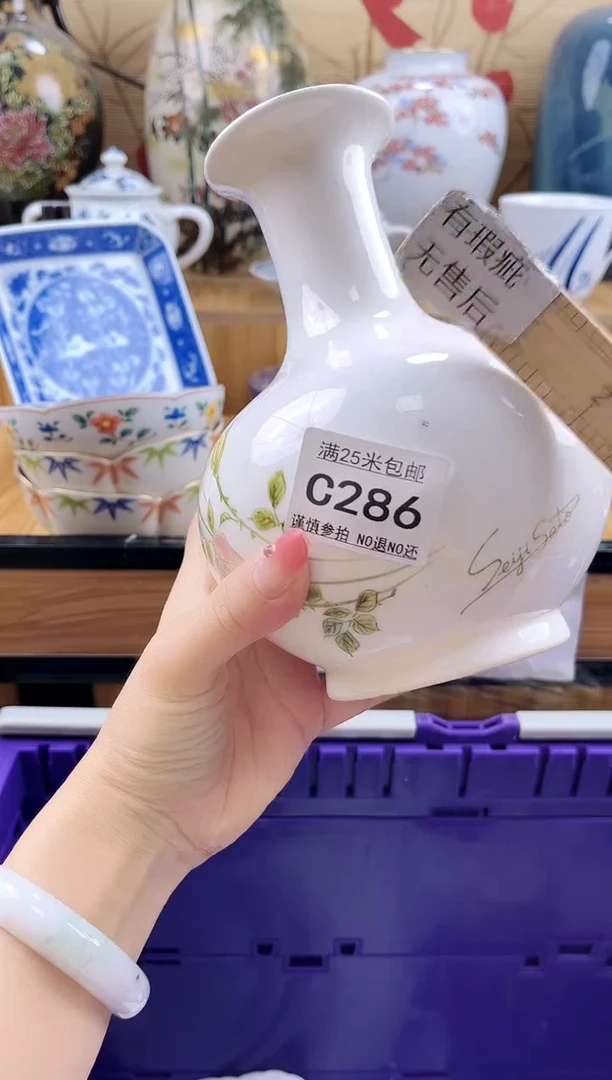 有瑕疵
无售后
满25米包邮
C286
谨慎参拍 NO退NO还
Seiji Sato